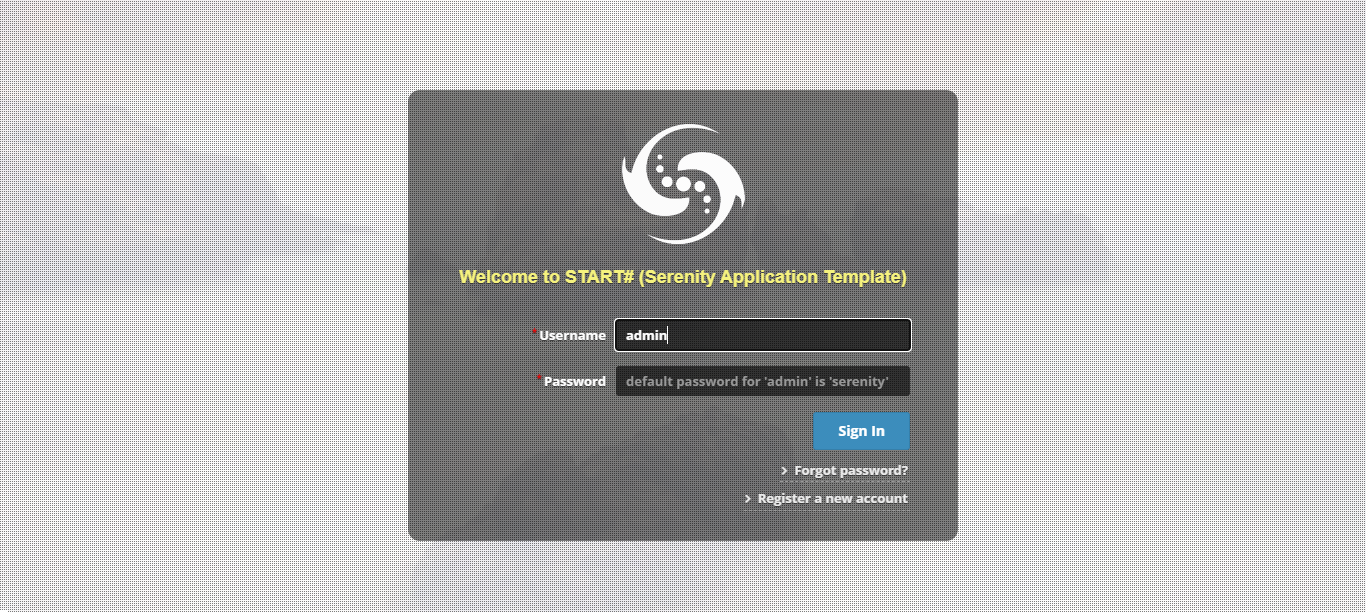 Welcome to START# (Serenity Application Template)
*Username admin
*Password default password for 'admin' is 'serenity'
Sign In
> Forgot password?
> Register a new account